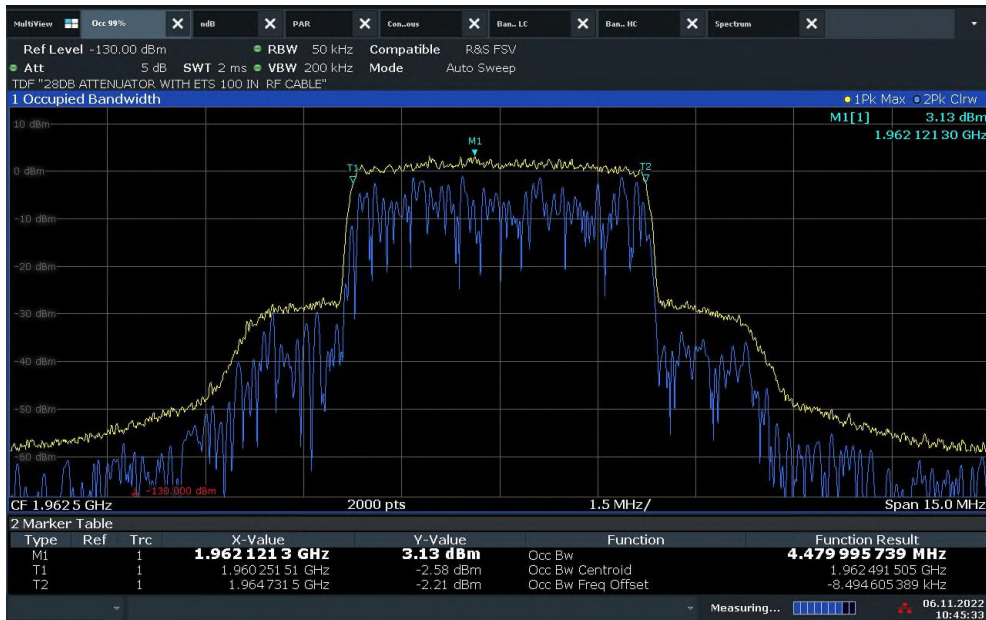 MultiView Occ 99% ndB PAR Con..ous Ban.. LC Ban.. HC Spectrum
Ref Level -130.00 dBm RBW 50 kHz Compatible R&S FSV
Att 5 dB SWT 2 ms VBW 200 kHz Mode Auto Sweep
TDF "28DB ATTENUATOR WITH ETS 100 IN RF CABLE"
1 Occupied Bandwidth 1Pk Max 2Pk Clrw
M1[1] 3.13 dBm
1.962 121 30 GHz
10 dBm
M1
T1 T2
0 dBm
-10 dBm
-20 dBm
-30 dBm
-40 dBm
-50 dBm
-60 dBm
-130.000 dBm
CF 1.962 5 GHz 2000 pts 1.5 MHz/ Span 15.0 MHz
2 Marker Table
Type Ref Trc X-Value Y-Value Function Function Result
M1 1 1.962 121 3 GHz 3.13 dBm Occ Bw 4.479 995 739 MHz
T1 1 1.960 251 51 GHz -2.58 dBm Occ Bw Centroid 1.962 491 505 GHz
T2 1 1.964 731 5 GHz -2.21 dBm Occ Bw Freq Offset -8.494 605 389 kHz
Measuring... 06.11.2022
10:45:33